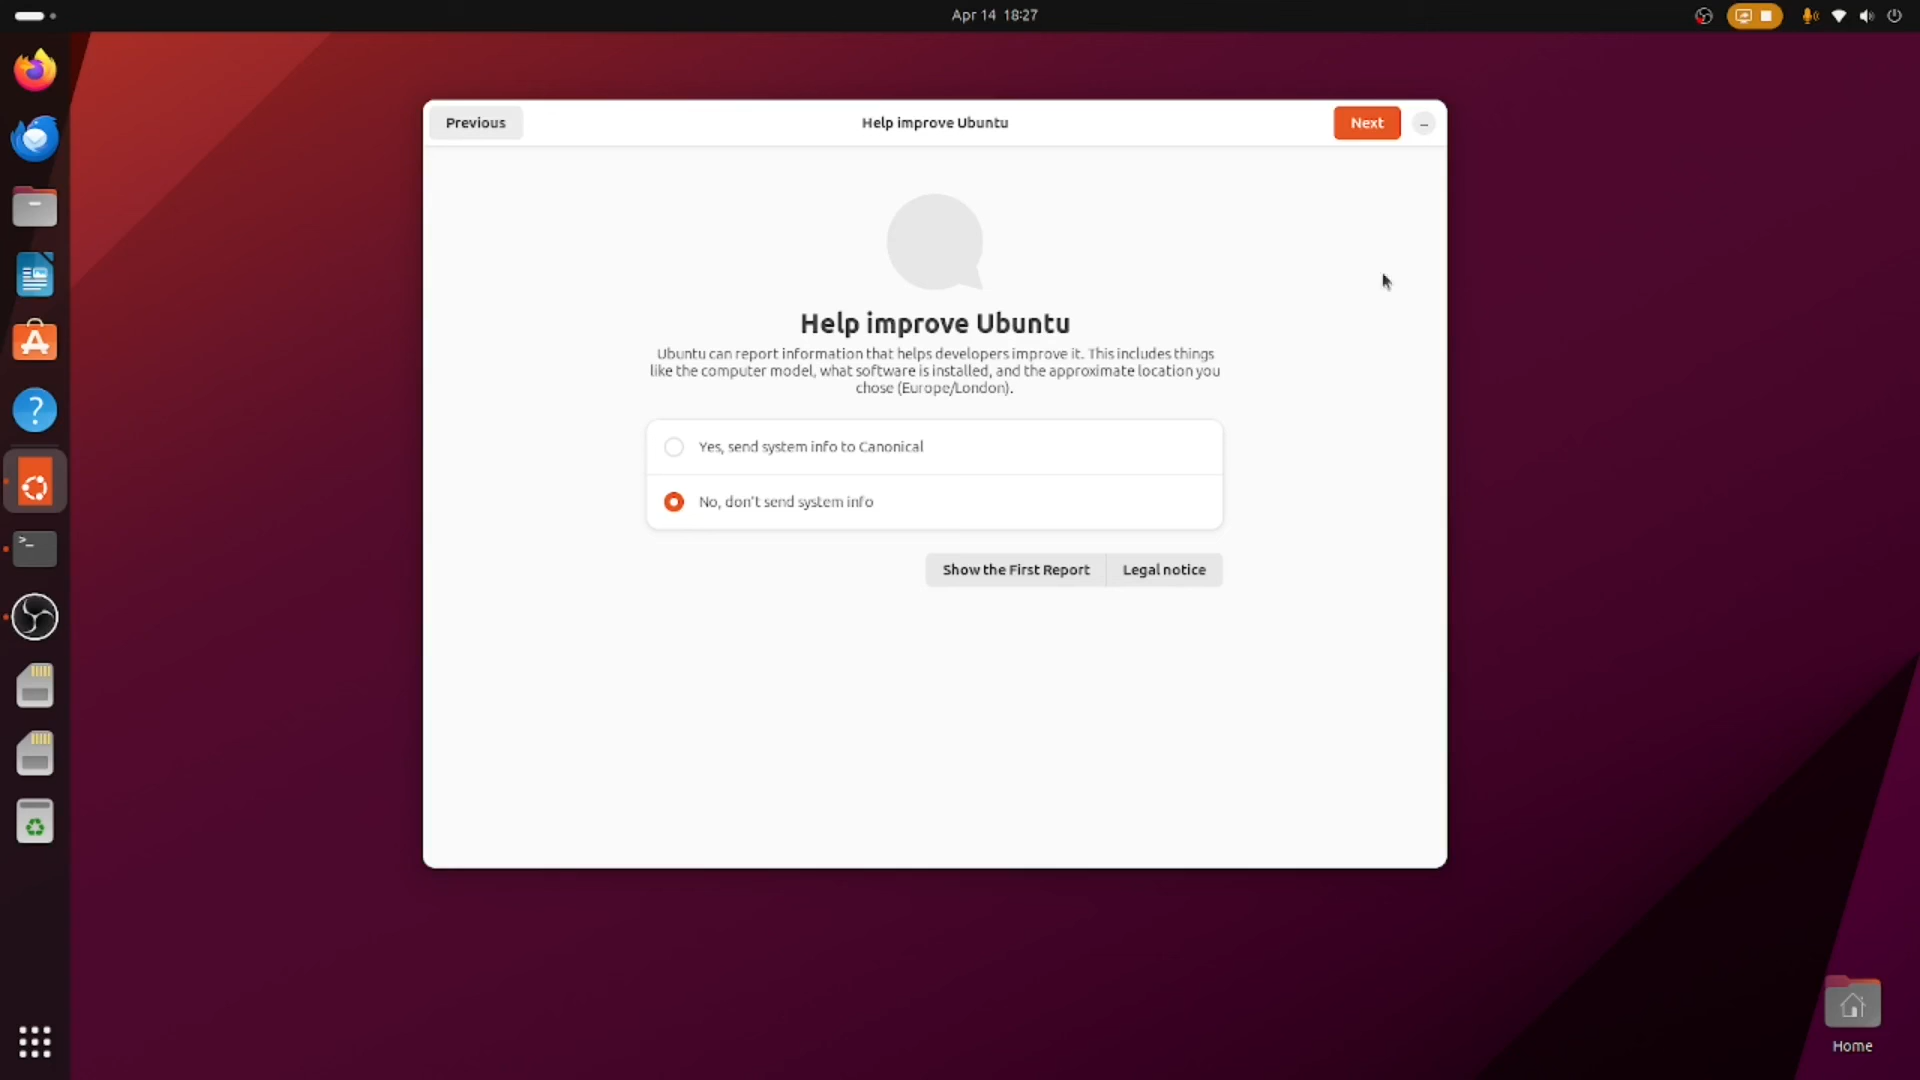 Apr 14 18:27
Previous
Help improve Ubuntu
Next
Help improve Ubuntu
Ubuntu can report information that helps developers improve it. This includes things
like the computer model, what software is installed, and the approximate location you
chose (Europe/London).
Yes, send system info to Canonical
No, don't send system info
Show the First Report
Legal notice
Home